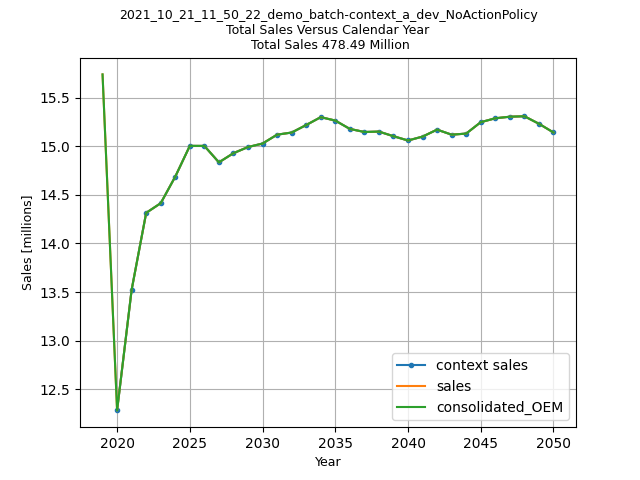 2021_10_21_11_50_22_demo_batch-context_a_dev_NoActionPolicy
Total Sales Versus Calendar Year
Total Sales 478.49 Million
Sales [millions]
15.5
15.0
14.5
14.0
13.5
13.0
12.5
context sales
sales
consolidated_OEM
2020
2025
2030
2035
2040
2045
2050
Year